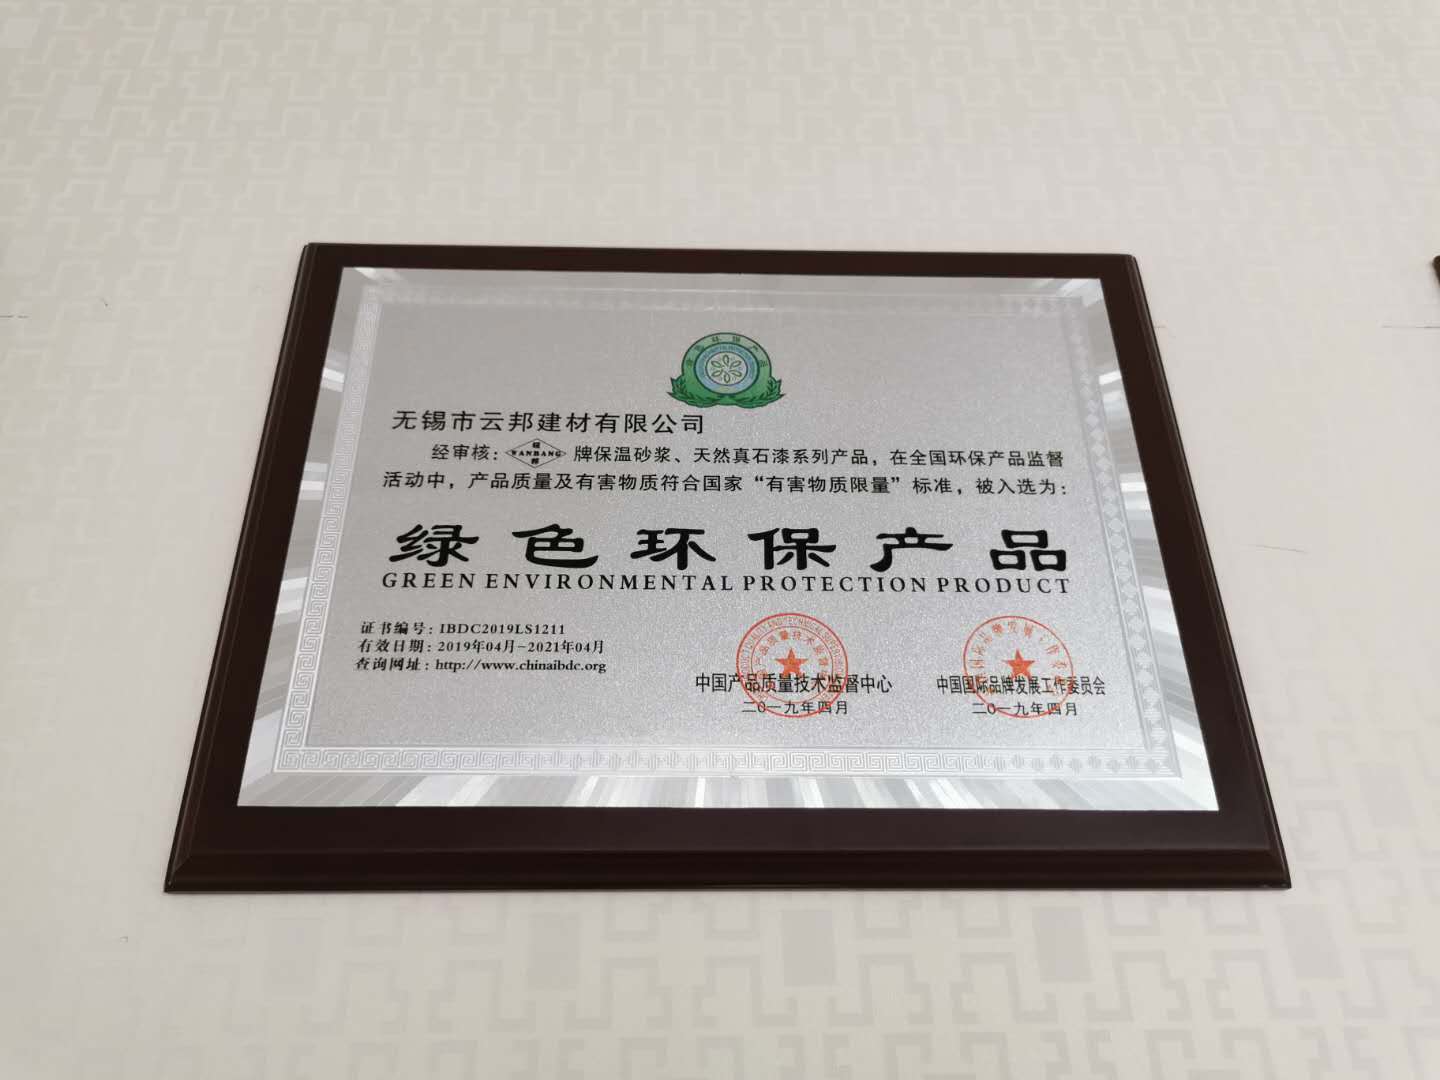 绿色环保产品
无锡市云邦建材有限公司
经审核: NANBANG 牌保温砂浆、天然真石漆系列产品，在全国环保产品监督
活动中，产品质量及有害物质符合国家“有害物质限量”标准，被入选为:
绿色环保产品
GREEN ENVIRONMENTAL PROTECTION PRODUCT
证书编号: IBDC2019LS1211
有效日期: 2019年04月-2021年04月
查询网址: http://www.chinaibdc.org
中国产品质量技术监督中心
二〇一九年四月
中国国际品牌发展工作委员会
二〇一九年四月